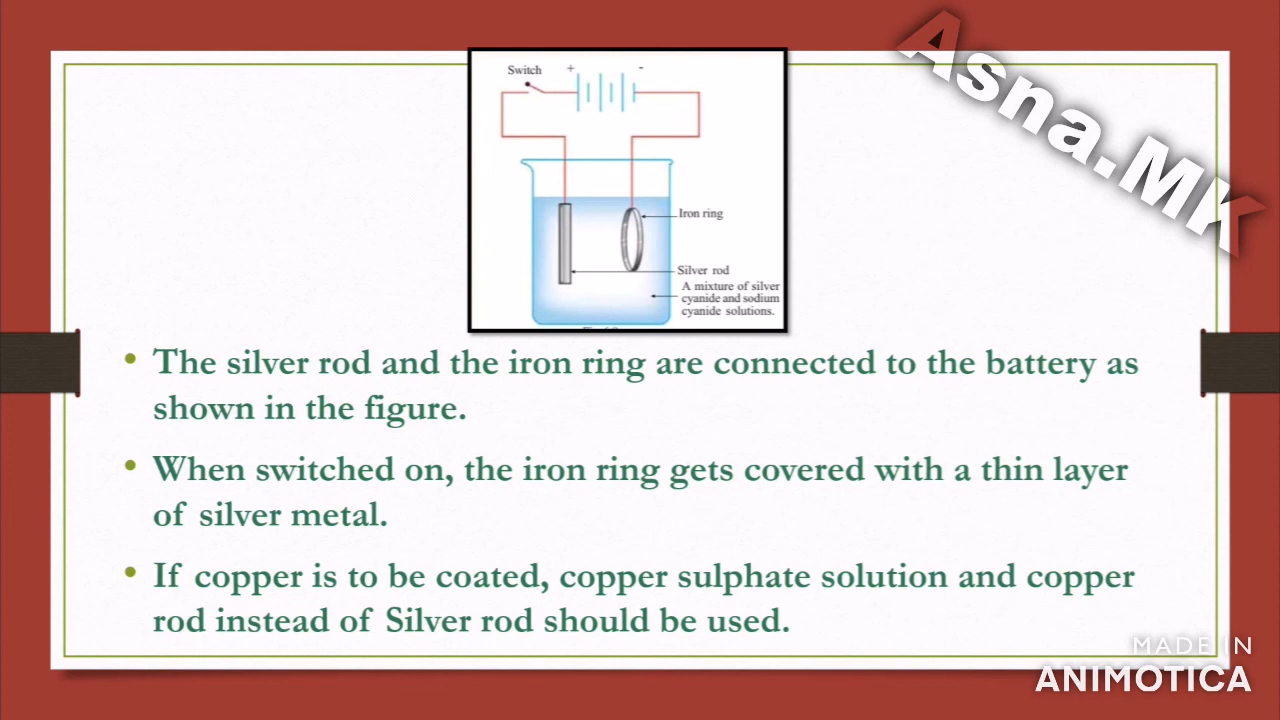 Asna.MK
Switch
+
-
Iron ring
Silver rod
A mixture of silver
cyanide and sodium
cyanide solutions.
• The silver rod and the iron ring are connected to the battery as
shown in the figure.
• When switched on, the iron ring gets covered with a thin layer
of silver metal.
• If copper is to be coated, copper sulphate solution and copper
rod instead of Silver rod should be used.
MADE IN
ANIMOTICA